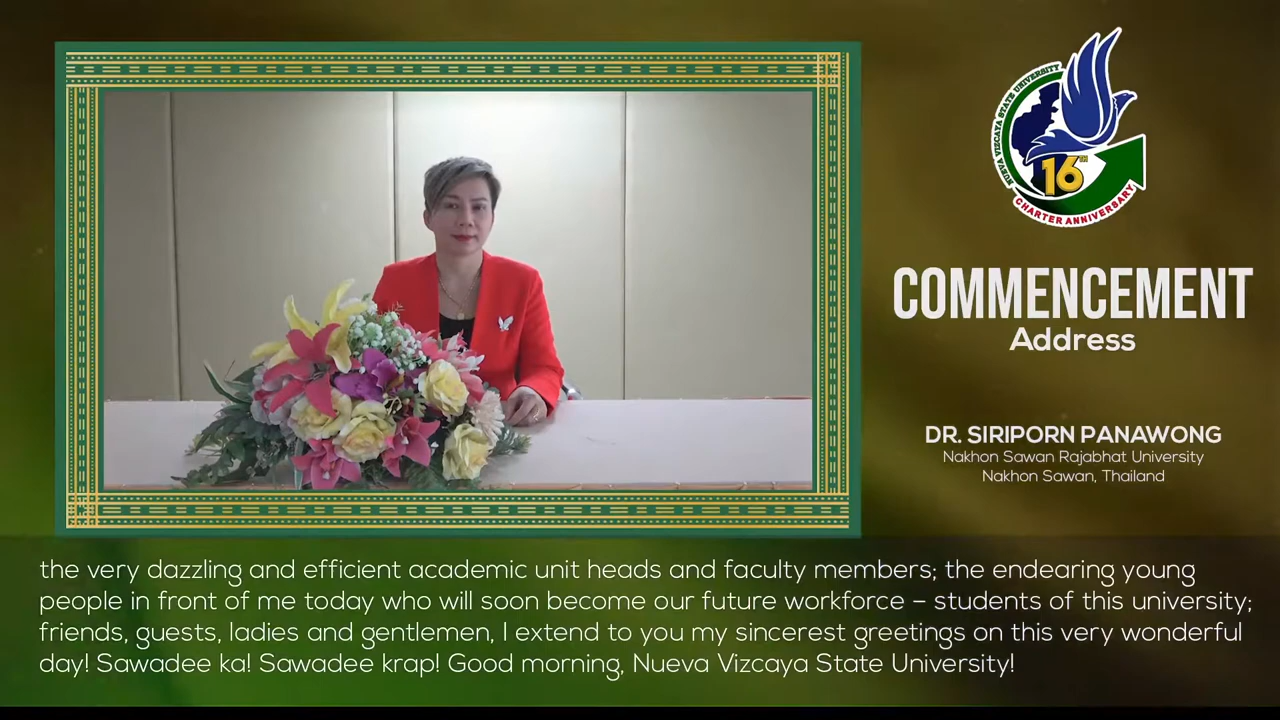 NUEVA VIZCAYA STATE UNIVERSITY
16TH
CHARTER ANNIVERSARY
COMMENCEMENT
Address
DR. SIRIPORN PANAWONG
Nakhon Sawan Rajabhat University
Nakhon Sawan, Thailand
the very dazzling and efficient academic unit heads and faculty members; the endearing young
people in front of me today who will soon become our future workforce – students of this university;
friends, guests, ladies and gentlemen, I extend to you my sincerest greetings on this very wonderful
day! Sawadee ka! Sawadee krap! Good morning, Nueva Vizcaya State University!